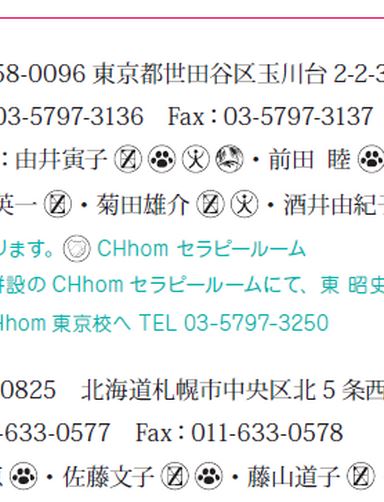 58-0096 東京都世田谷区玉川台 2-2-3
03-5797-3136　Fax：03-5797-3137
：由井寅子 ・前田 睦
英一 ・菊田雄介 ・酒井由紀子
ります。 CHhom セラピールーム
併設の CHhom セラピールームにて、東 昭史
Hhom 東京校へ TEL 03-5797-3250
0825　北海道札幌市中央区北 5 条西
-633-0577　Fax：011-633-0578
・佐藤文子 ・藤山道子